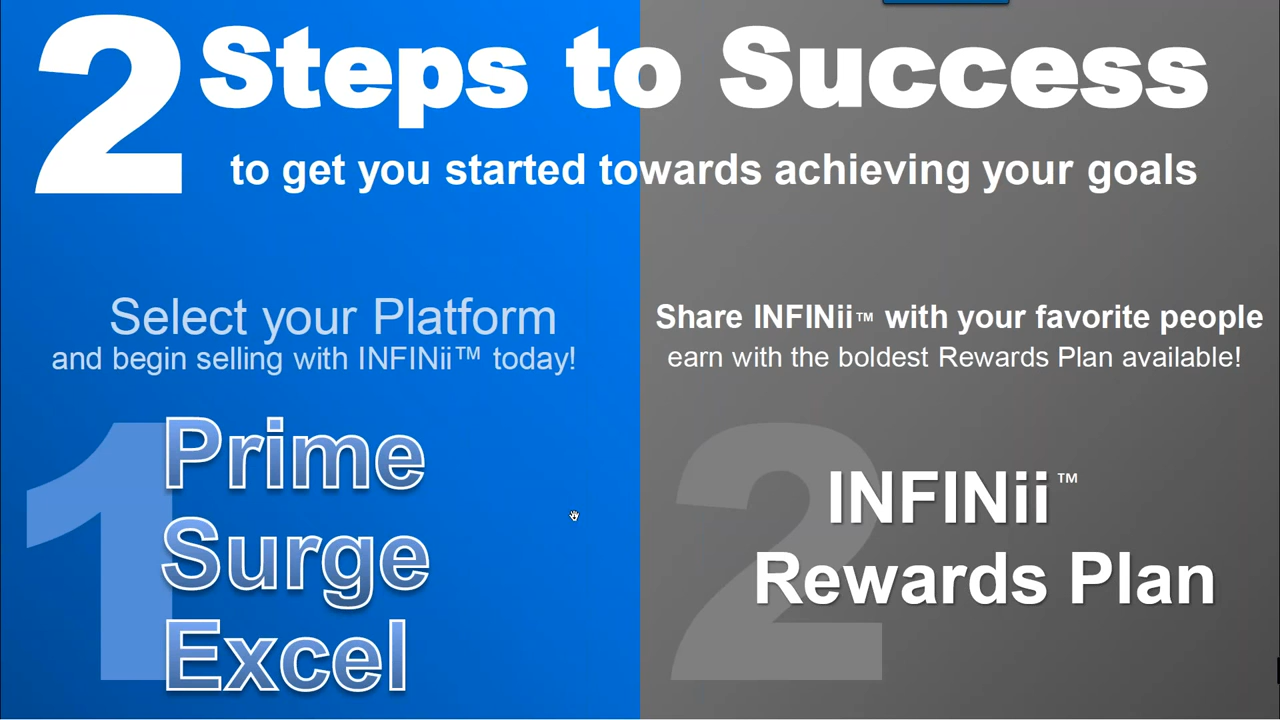 2 Steps to Success
to get you started towards achieving your goals
Select your Platform
and begin selling with INFINii™ today!
1
Prime
Surge
Excel
Share INFINii™ with your favorite people
earn with the boldest Rewards Plan available!
2
INFINii™
Rewards Plan